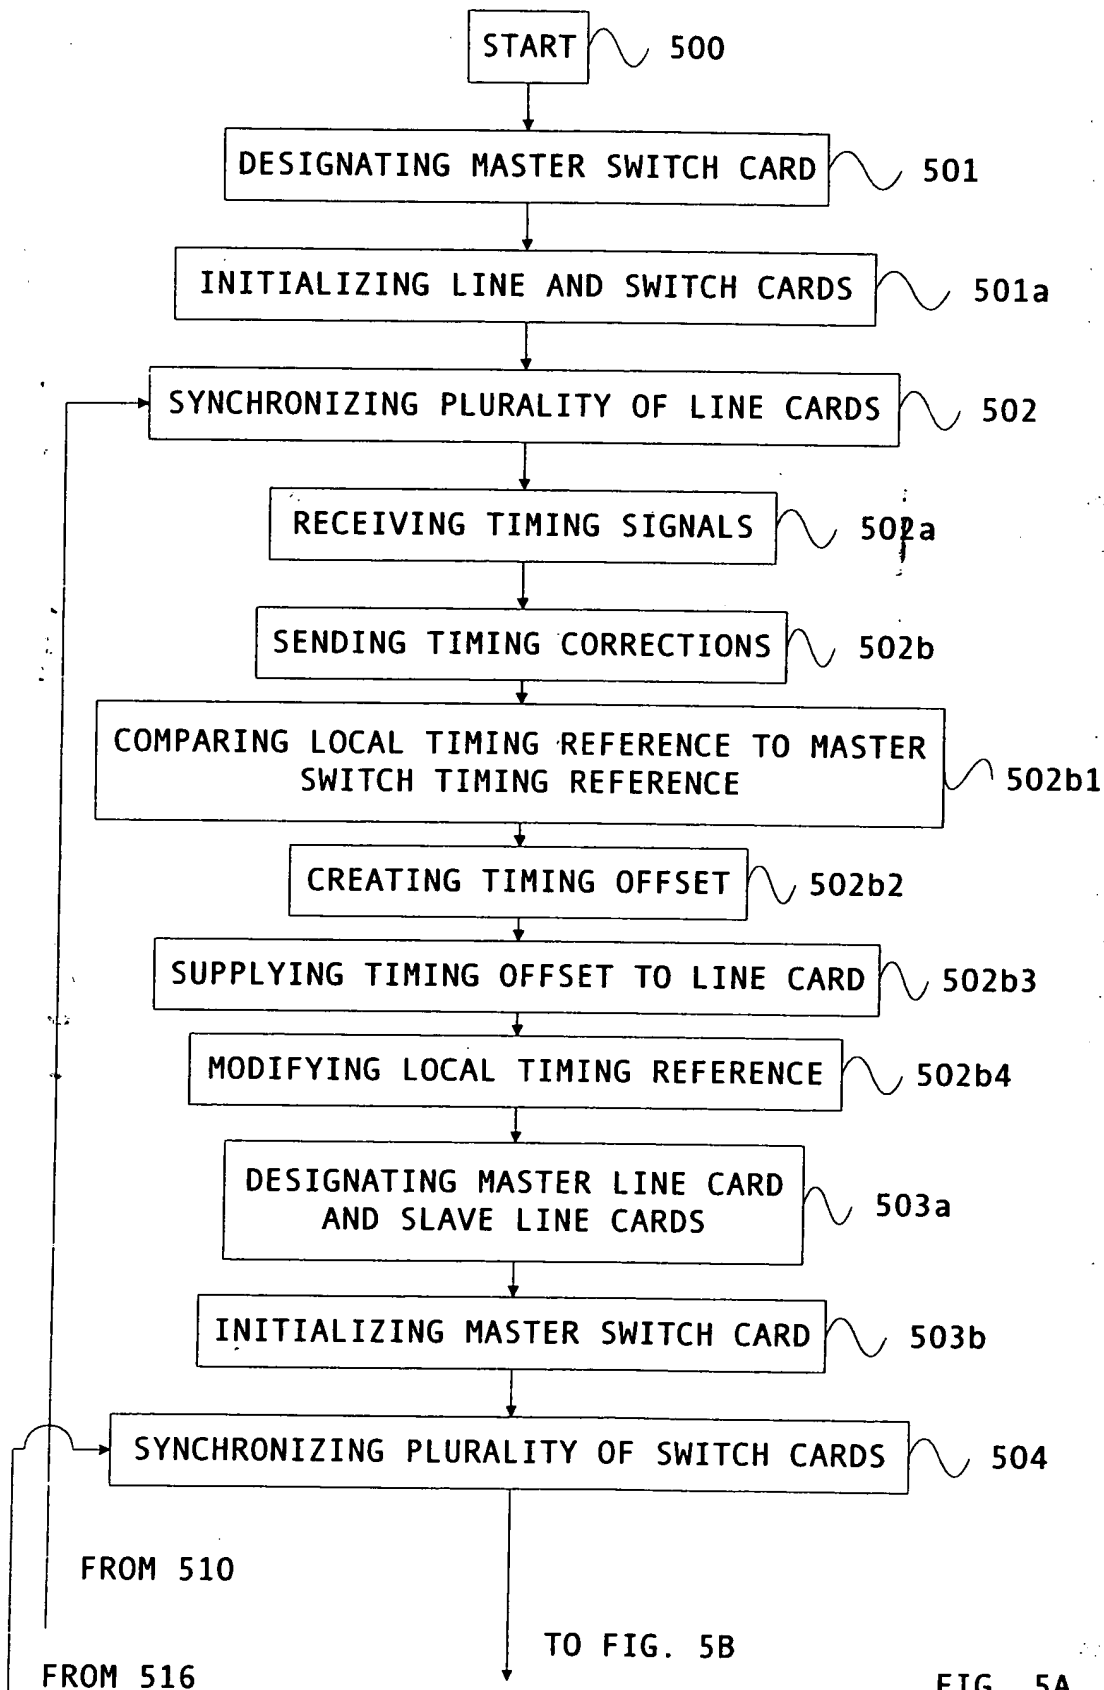 START 500
DESIGNATING MASTER SWITCH CARD 501
INITIALIZING LINE AND SWITCH CARDS 501a
SYNCHRONIZING PLURALITY OF LINE CARDS 502
RECEIVING TIMING SIGNALS 502a
SENDING TIMING CORRECTIONS 502b
COMPARING LOCAL TIMING REFERENCE TO MASTER
SWITCH TIMING REFERENCE 502b1
CREATING TIMING OFFSET 502b2
SUPPLYING TIMING OFFSET TO LINE CARD 502b3
MODIFYING LOCAL TIMING REFERENCE 502b4
DESIGNATING MASTER LINE CARD
AND SLAVE LINE CARDS 503a
INITIALIZING MASTER SWITCH CARD 503b
SYNCHRONIZING PLURALITY OF SWITCH CARDS 504
FROM 510
TO FIG. 5B
FROM 516
FIG. 5A